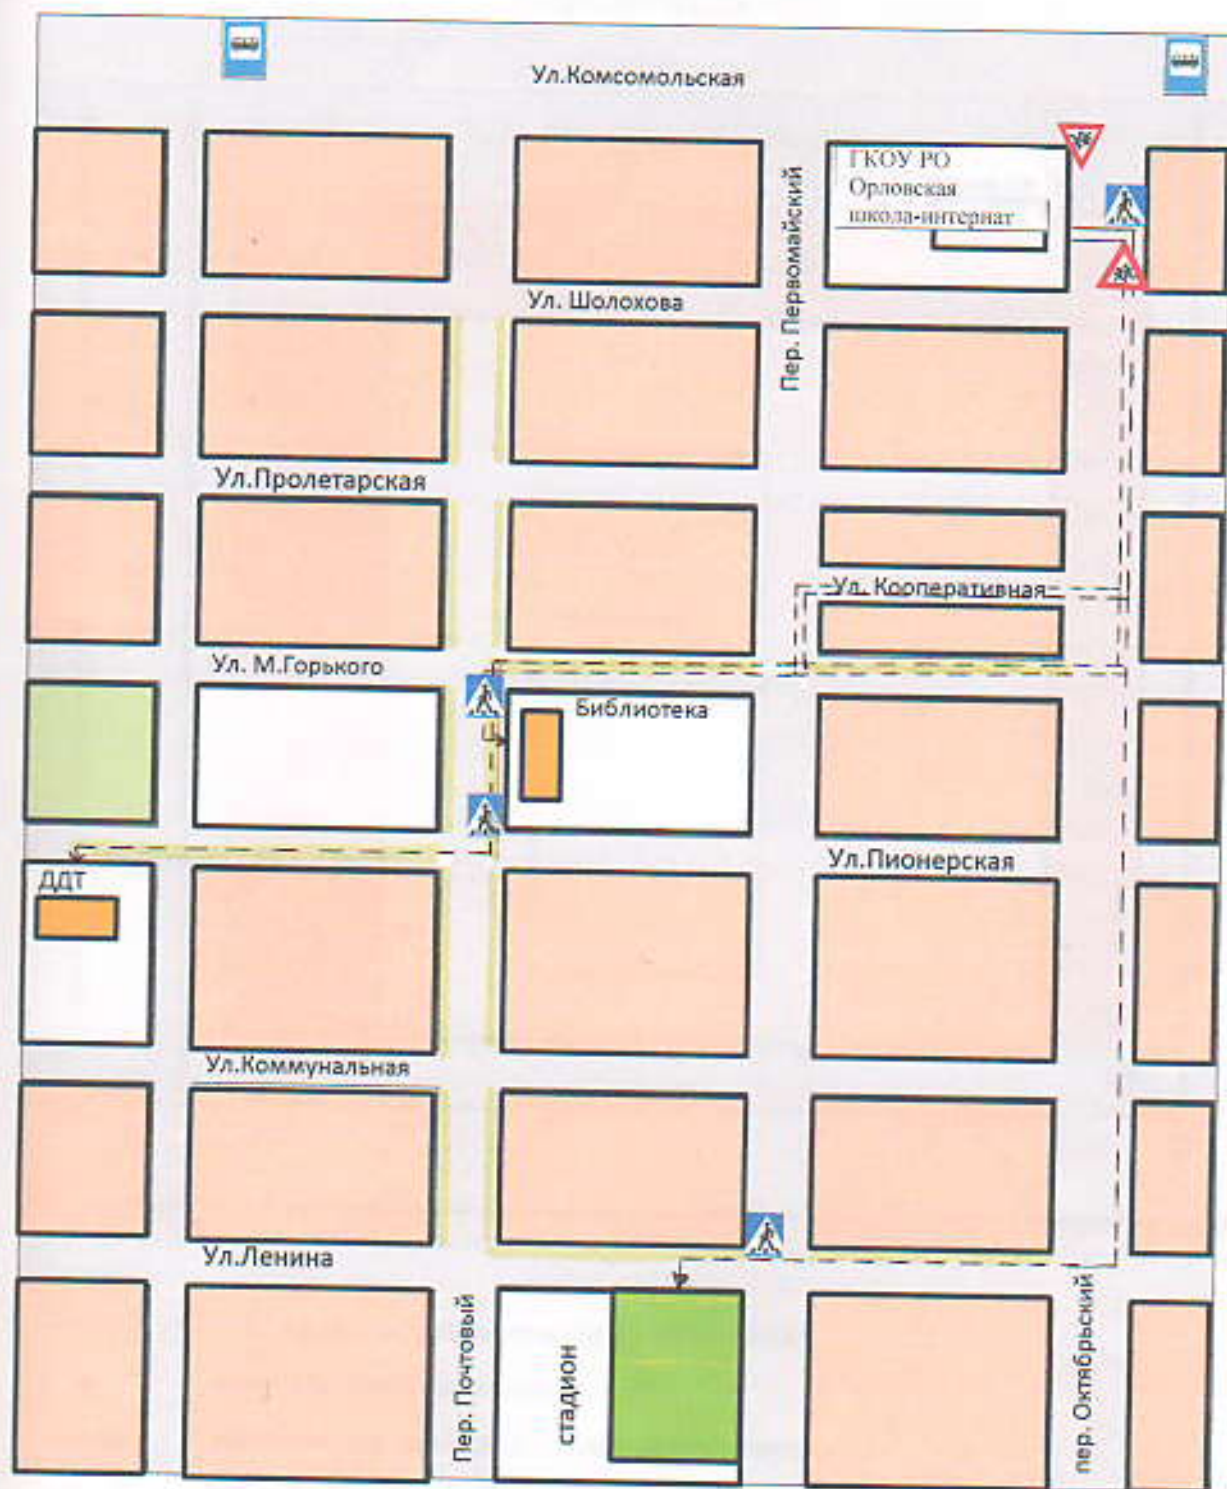 Ул.Комсомольская
ГКОУ РО
Орловская
школа-интернат
Пер. Первомайский
Ул. Шолохова
Ул.Пролетарская
Ул. Кооперативная
Ул. М.Горького
Библиотека
Ул.Пионерская
ДДТ
Ул.Коммунальная
Ул.Ленина
Пер. Почтовый
стадион
пер. Октябрьский